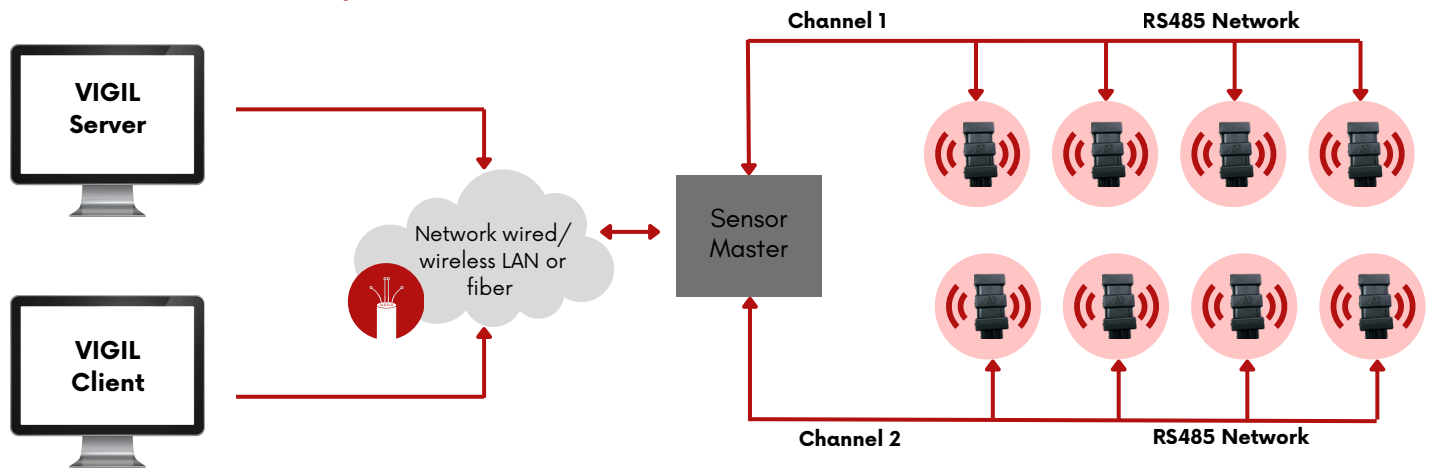 Channel 1
RS485 Network
VIGIL
Server
Network wired/
wireless LAN or
fiber
Sensor
Master
VIGIL
Client
Channel 2
RS485 Network